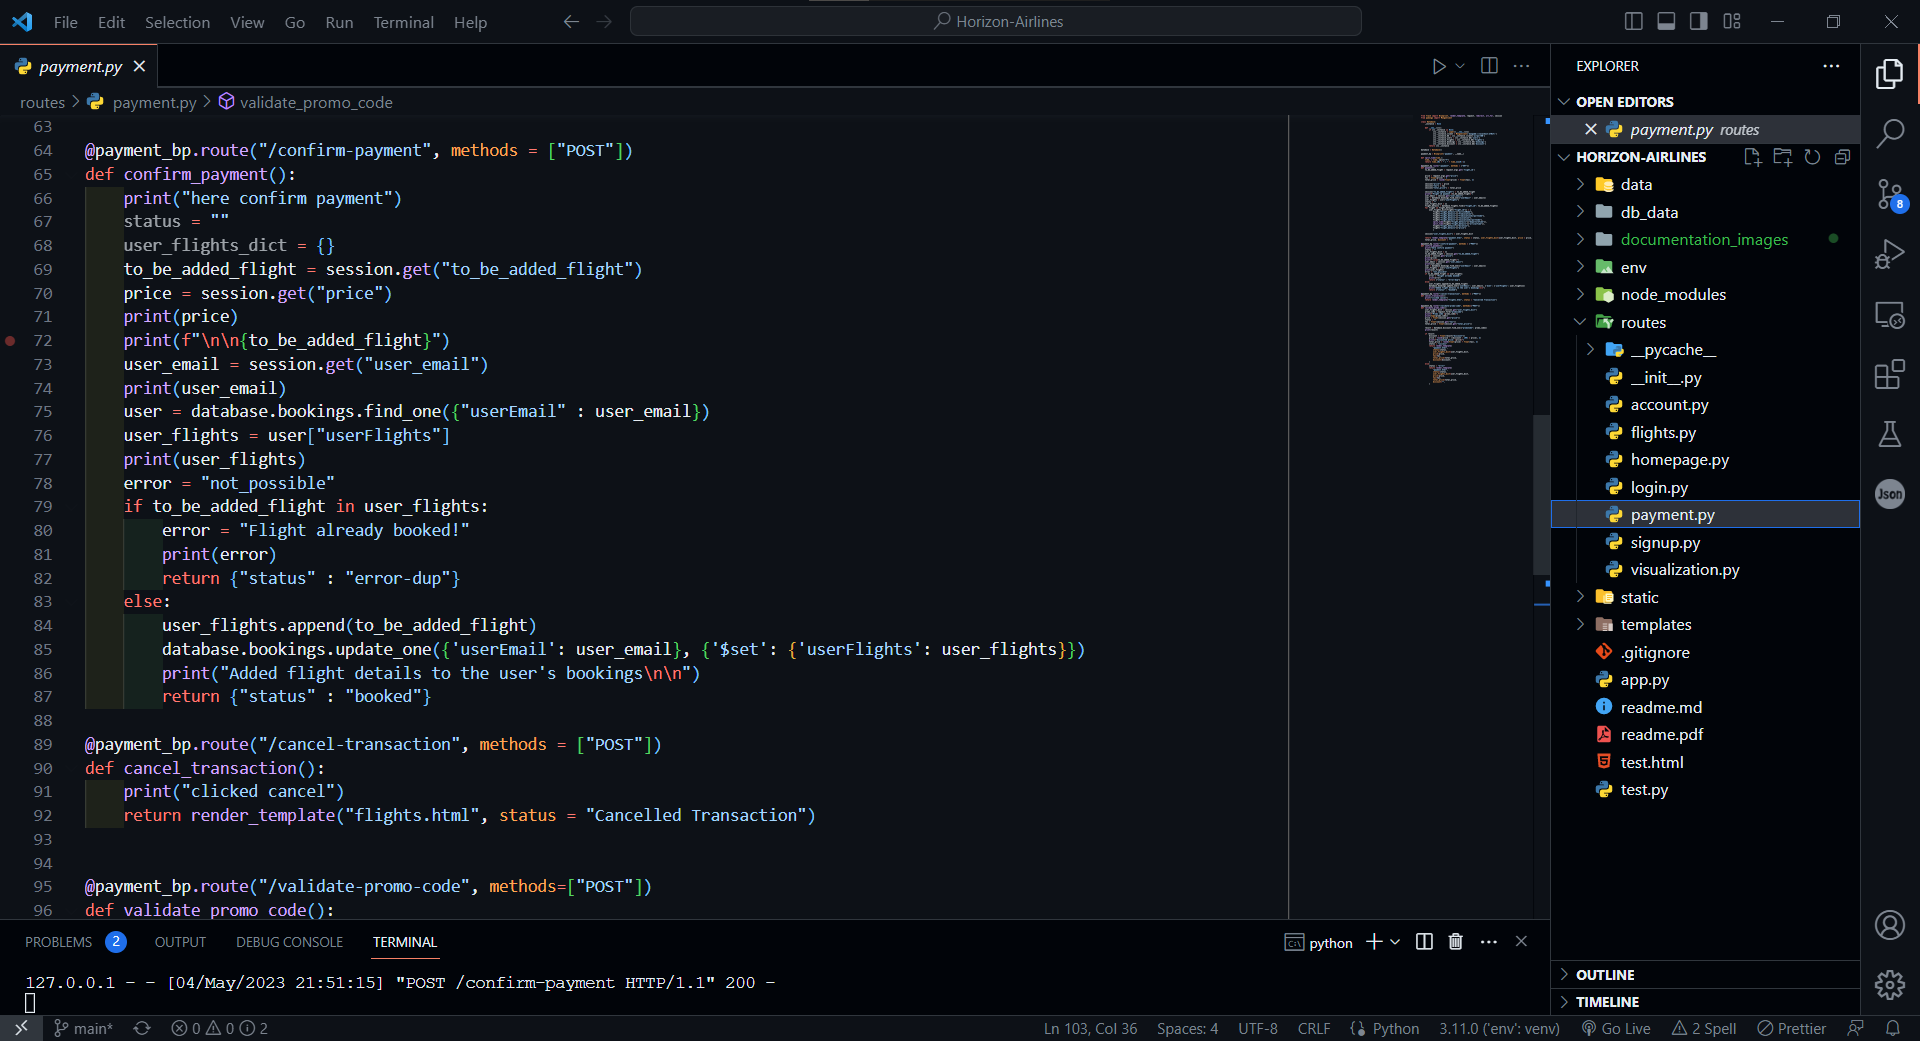 File Edit Selection View Go Run Terminal Help
Horizon-Airlines
payment.py
routes > payment.py > validate_promo_code
63
64 @payment_bp.route("/confirm-payment", methods = ["POST"])
65 def confirm_payment():
66     print("here confirm payment")
67     status = ""
68     user_flights_dict = {}
69     to_be_added_flight = session.get("to_be_added_flight")
70     price = session.get("price")
71     print(price)
72     print(f"\n\n{to_be_added_flight}")
73     user_email = session.get("user_email")
74     print(user_email)
75     user = database.bookings.find_one({"userEmail" : user_email})
76     user_flights = user["userFlights"]
77     print(user_flights)
78     error = "not_possible"
79     if to_be_added_flight in user_flights:
80         error = "Flight already booked!"
81         print(error)
82         return {"status" : "error-dup"}
83     else:
84         user_flights.append(to_be_added_flight)
85         database.bookings.update_one({'userEmail': user_email}, {'$set': {'userFlights': user_flights}})
86         print("Added flight details to the user's bookings\n\n")
87         return {"status" : "booked"}
88
89 @payment_bp.route("/cancel-transaction", methods = ["POST"])
90 def cancel_transaction():
91     print("clicked cancel")
92     return render_template("flights.html", status = "Cancelled Transaction")
93
94
95 @payment_bp.route("/validate-promo-code", methods=["POST"])
96 def validate_promo_code():
PROBLEMS 2 OUTPUT DEBUG CONSOLE TERMINAL
python
127.0.0.1 - - [04/May/2023 21:51:15] "POST /confirm-payment HTTP/1.1" 200 -
EXPLORER
OPEN EDITORS
payment.py routes
HORIZON-AIRLINES
data
db_data
documentation_images
env
node_modules
routes
__pycache__
__init__.py
account.py
flights.py
homepage.py
login.py
payment.py
signup.py
visualization.py
static
templates
.gitignore
app.py
readme.md
readme.pdf
test.html
test.py
OUTLINE
TIMELINE
8
Json
main* 0 0 2
Ln 103, Col 36 Spaces: 4 UTF-8 CRLF Python 3.11.0 ('env': venv) Go Live 2 Spell Prettier